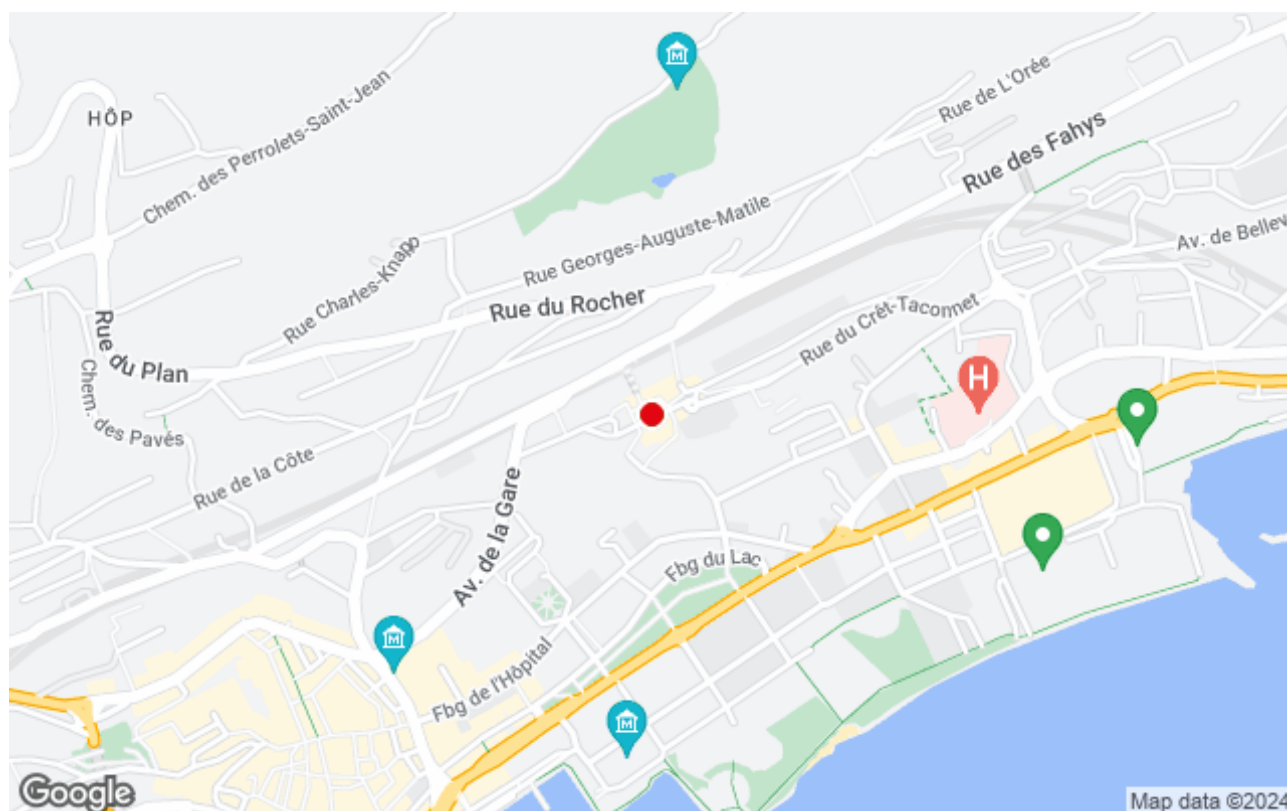 HÔP
Chem. des Perrolets-Saint-Jean
M
Rue de L'Orée
Rue des Fahys
Rue Georges-Auguste-Matile
Av. de Bellev
Rue Charles-Knapp
Rue du Rocher
Rue du Crêt-Taconnet
Rue du Plan
Chem. des Pavés
H
Rue de la Côte
Av. de la Gare
Fbg du Lac
M
Fbg de l'Hôpital
M
Google
Map data ©2024